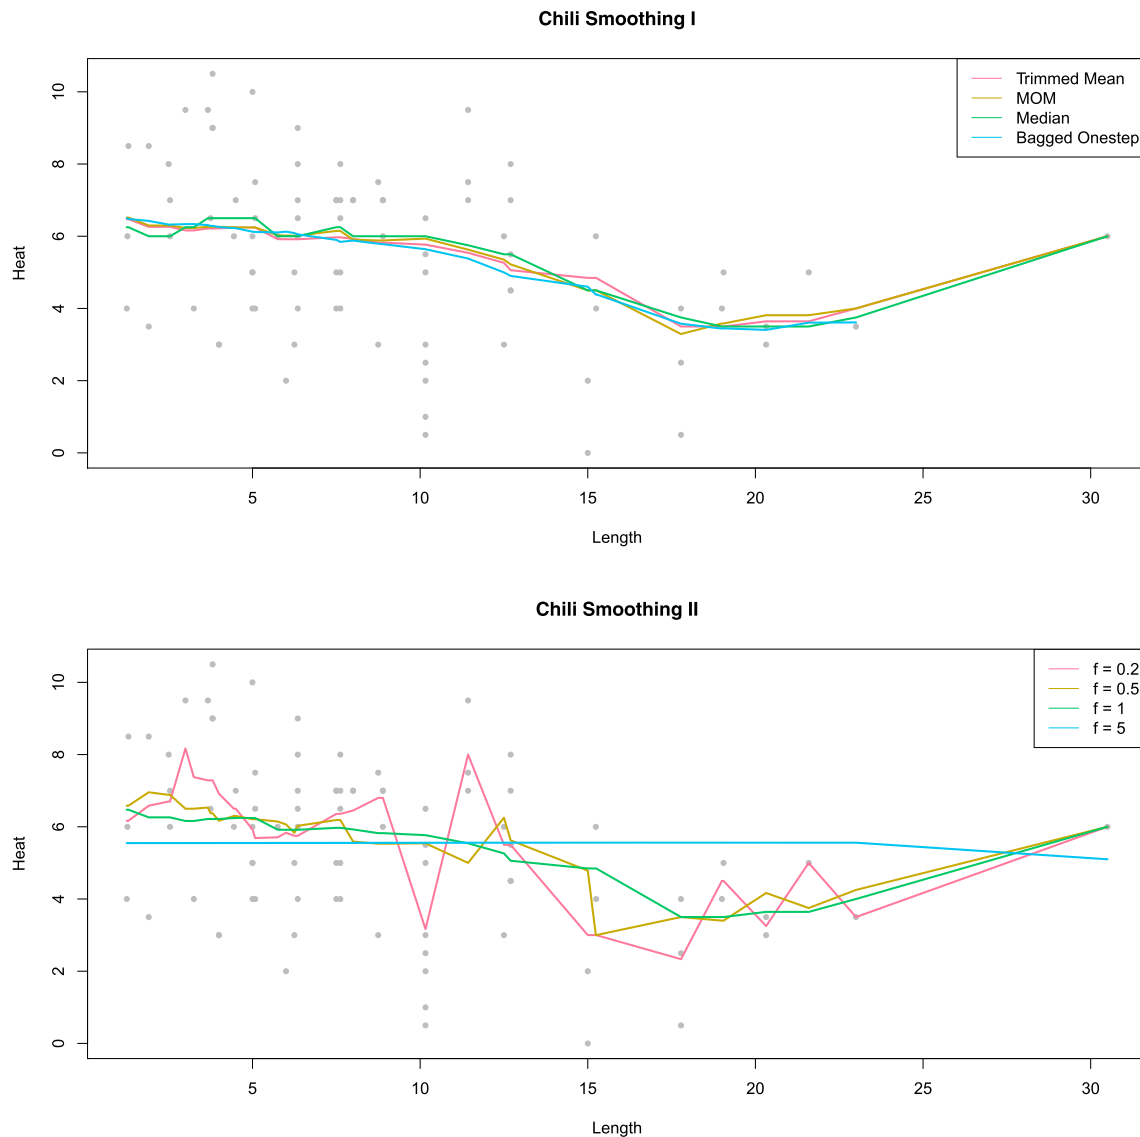 Chili Smoothing I
Heat
10
8
6
4
2
0
Trimmed Mean
MOM
Median
Bagged Onestep
5 10 15 20 25 30
Length
Chili Smoothing II
Heat
10
8
6
4
2
0
f = 0.2
f = 0.5
f = 1
f = 5
5 10 15 20 25 30
Length